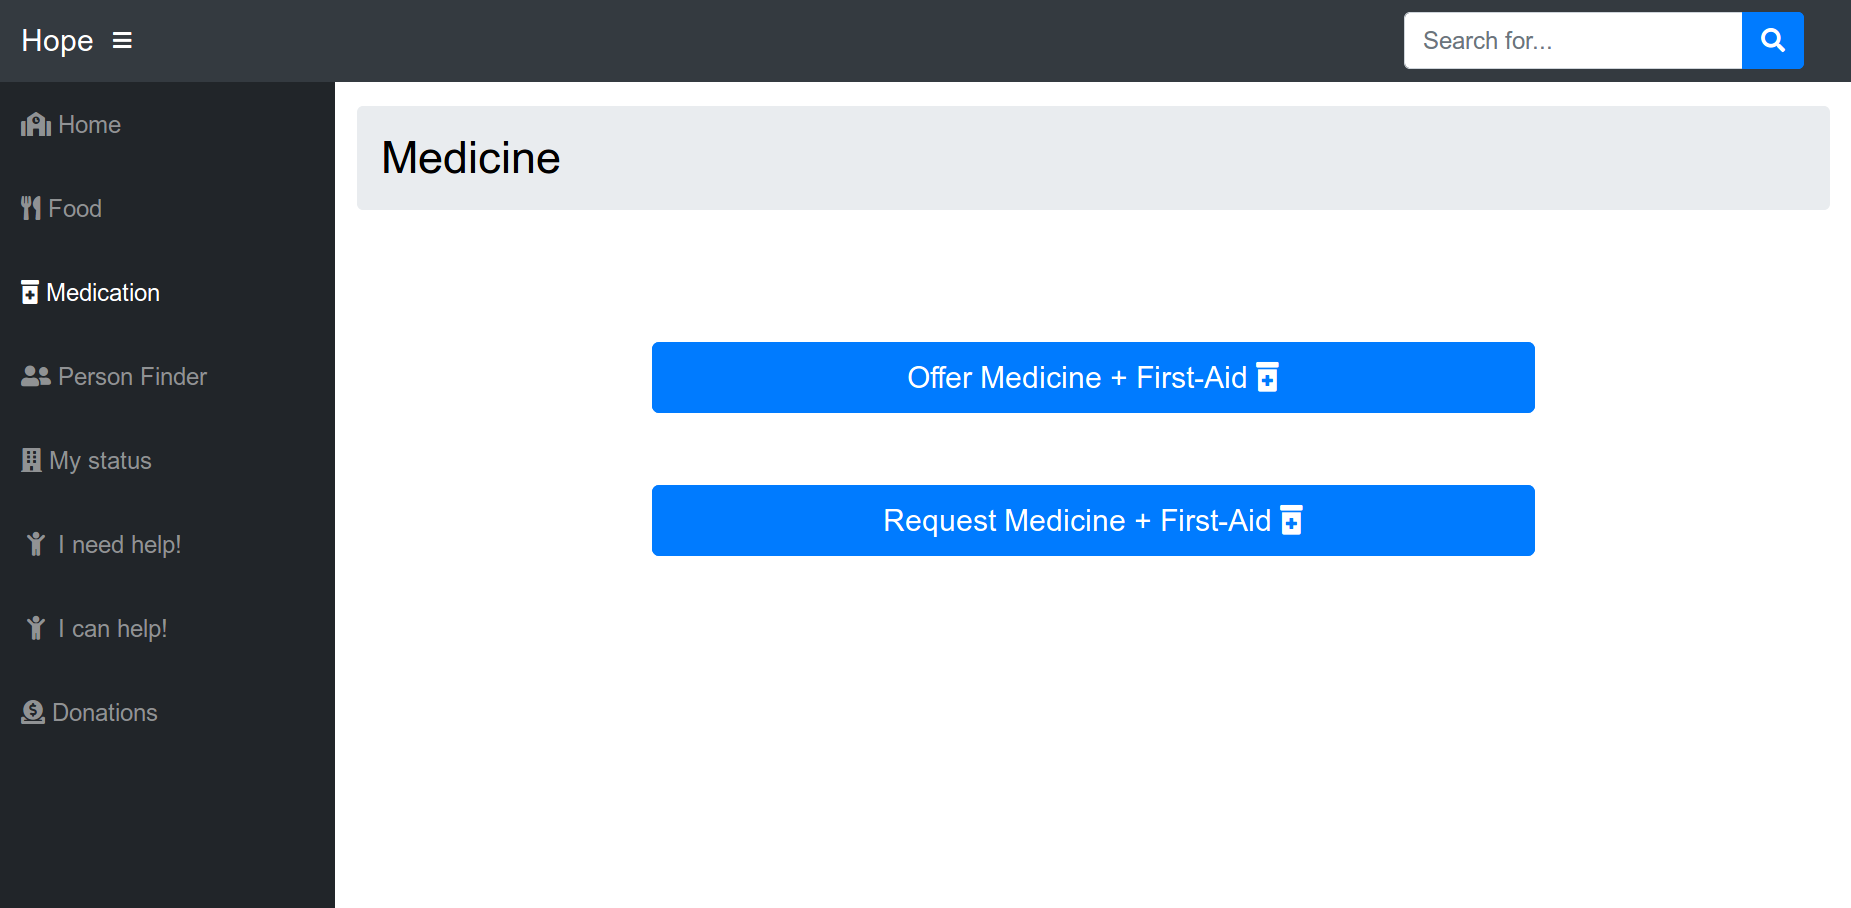 Hope
Search for...
Home
Food
Medication
Person Finder
My status
I need help!
I can help!
Donations
Medicine
Offer Medicine + First-Aid
Request Medicine + First-Aid